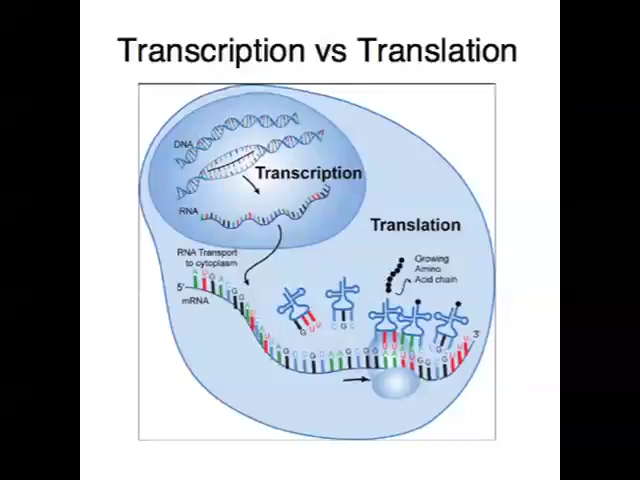 Transcription vs Translation
DNA
Transcription
RNA
Translation
RNA Transport
to cytoplasm
Growing
Amino
Acid chain
5'
mRNA
3'
G U U
C G C